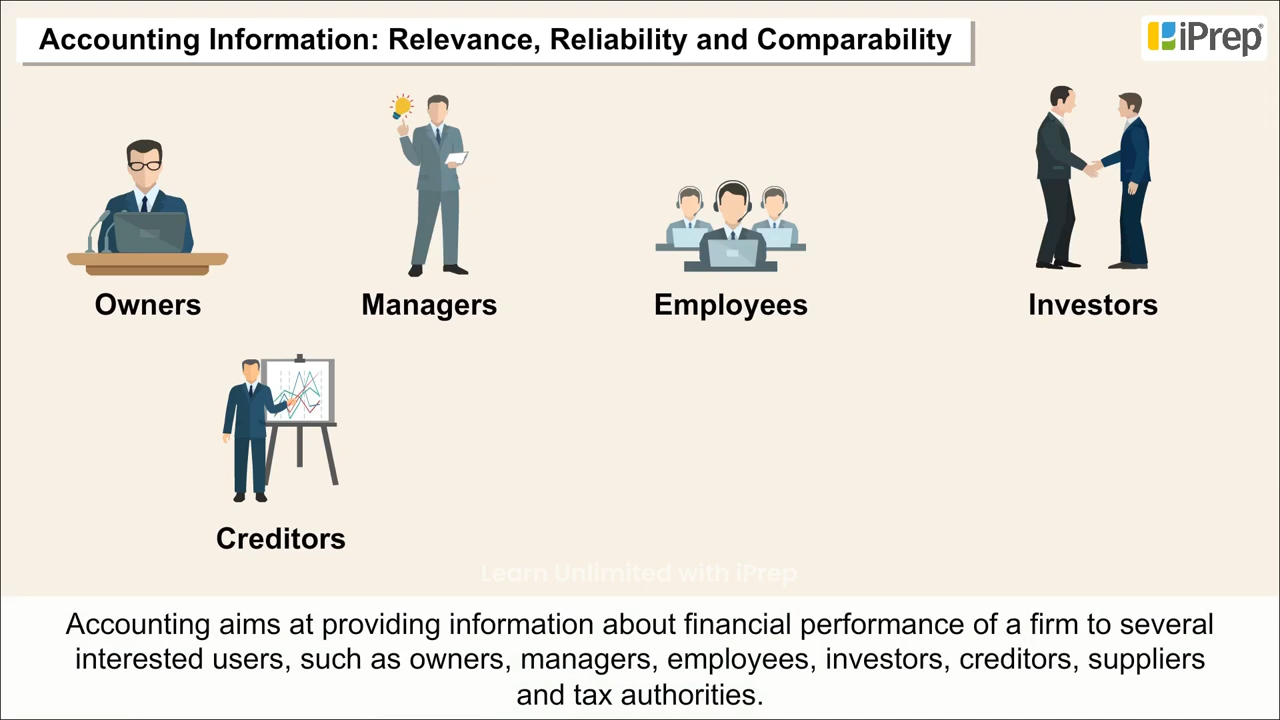 Accounting Information: Relevance, Reliability and Comparability
iPrep®
Owners
Managers
Employees
Investors
Creditors
Learn Unlimited with iPrep
Accounting aims at providing information about financial performance of a firm to several
interested users, such as owners, managers, employees, investors, creditors, suppliers
and tax authorities.